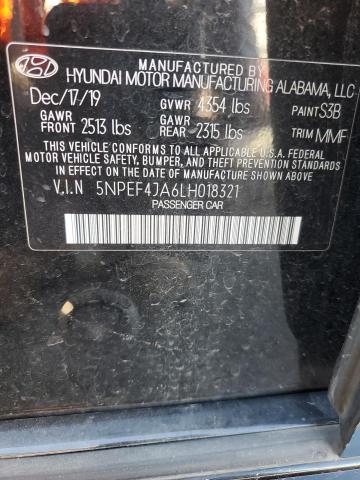 MANUFACTURED BY
HYUNDAI MOTOR MANUFACTURING ALABAMA, LLC
Dec/17/19 GVWR 4354 lbs PAINT S3B
GAWR FRONT 2513 lbs GAWR REAR 2315 lbs TRIM MMF
THIS VEHICLE CONFORMS TO ALL APPLICABLE U.S.A FEDERAL
MOTOR VEHICLE SAFETY, BUMPER, AND THEFT PREVENTION STANDARDS
IN EFFECT ON THE DATE OF MANUFACTURE SHOWN ABOVE.
V.I.N 5NPEF4JA6LH018321
PASSENGER CAR